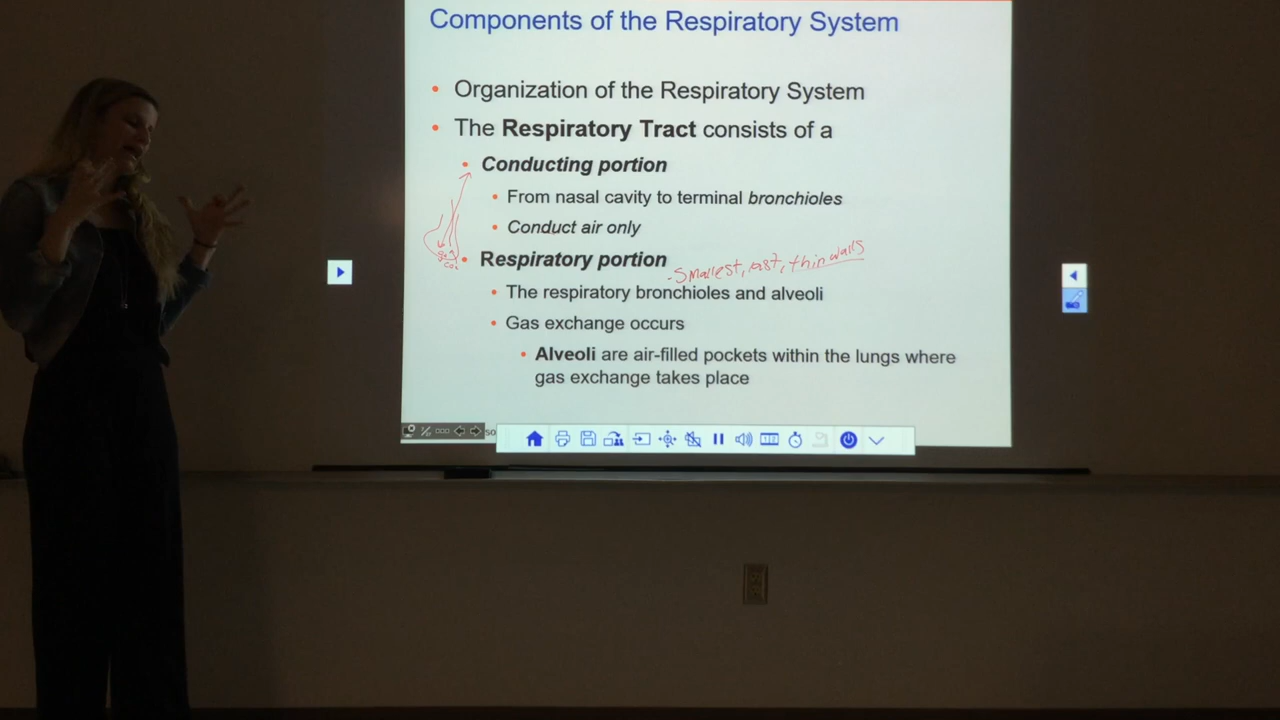 Components of the Respiratory System
Organization of the Respiratory System
The Respiratory Tract consists of a
Conducting portion
From nasal cavity to terminal bronchioles
Conduct air only
Respiratory portion
- Smallest, last, thin walls
CO₂
The respiratory bronchioles and alveoli
Gas exchange occurs
Alveoli are air-filled pockets within the lungs where
gas exchange takes place